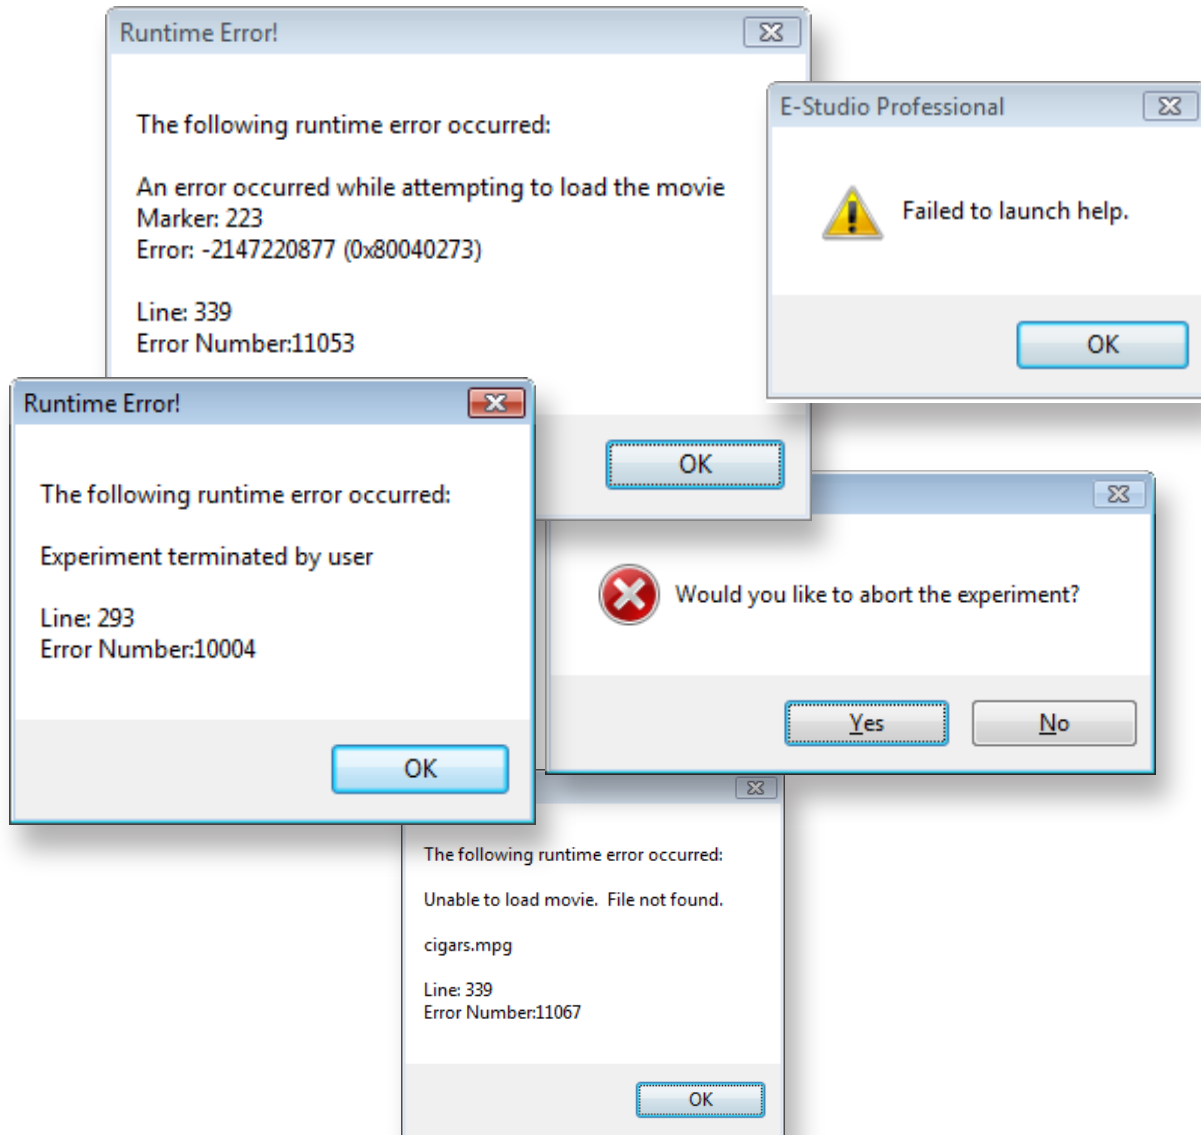 Runtime Error!
The following runtime error occurred:
An error occurred while attempting to load the movie
Marker: 223
Error: -2147220877 (0x80040273)
Line: 339
Error Number:11053
OK
E-Studio Professional
Failed to launch help.
OK
Runtime Error!
The following runtime error occurred:
Experiment terminated by user
Line: 293
Error Number:10004
OK
Would you like to abort the experiment?
Yes
No
The following runtime error occurred:
Unable to load movie.  File not found.
cigars.mpg
Line: 339
Error Number:11067
OK